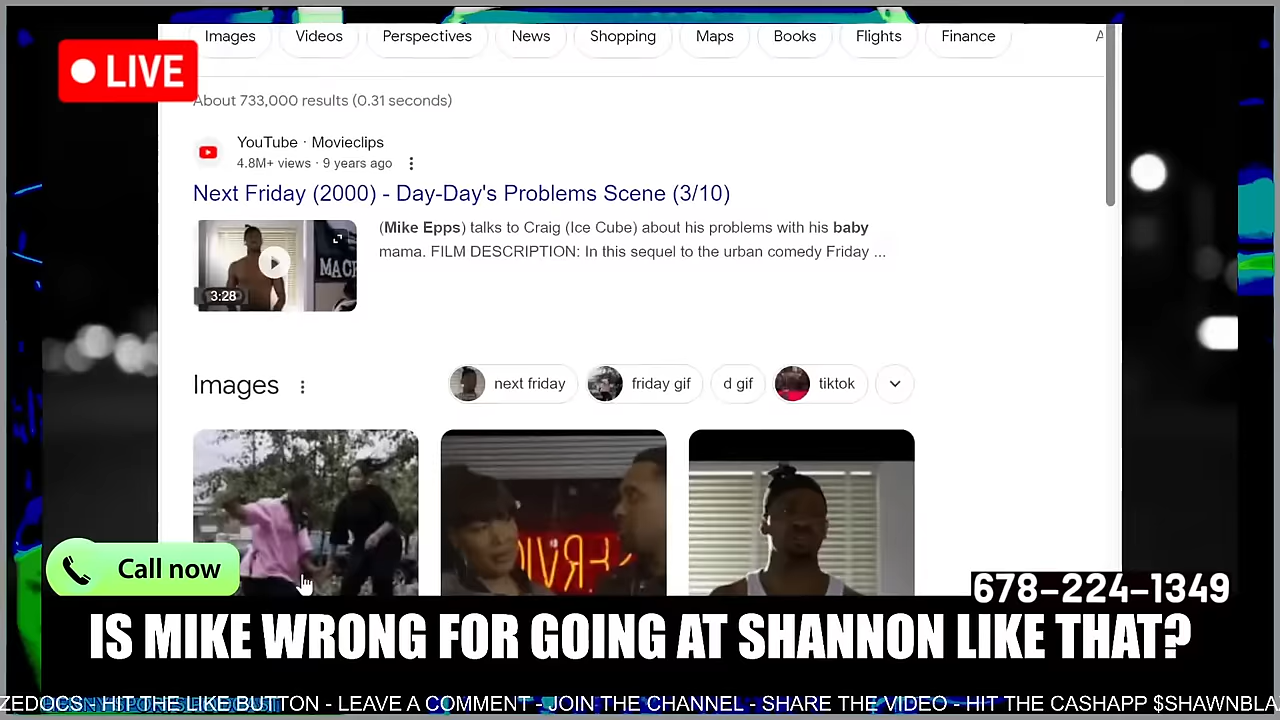 Images Videos Perspectives News Shopping Maps Books Flights Finance
LIVE
About 733,000 results (0.31 seconds)
YouTube · Movieclips
4.8M+ views · 9 years ago
Next Friday (2000) - Day-Day's Problems Scene (3/10)
(Mike Epps) talks to Craig (Ice Cube) about his problems with his baby
mama. FILM DESCRIPTION: In this sequel to the urban comedy Friday ...
3:28
Images
next friday friday gif d gif tiktok
Call now
678-224-1349
IS MIKE WRONG FOR GOING AT SHANNON LIKE THAT?
ZEDOCS - HIT THE LIKE BUTTON - LEAVE A COMMENT - JOIN THE CHANNEL - SHARE THE VIDEO - HIT THE CASHAPP $SHAWNBLA